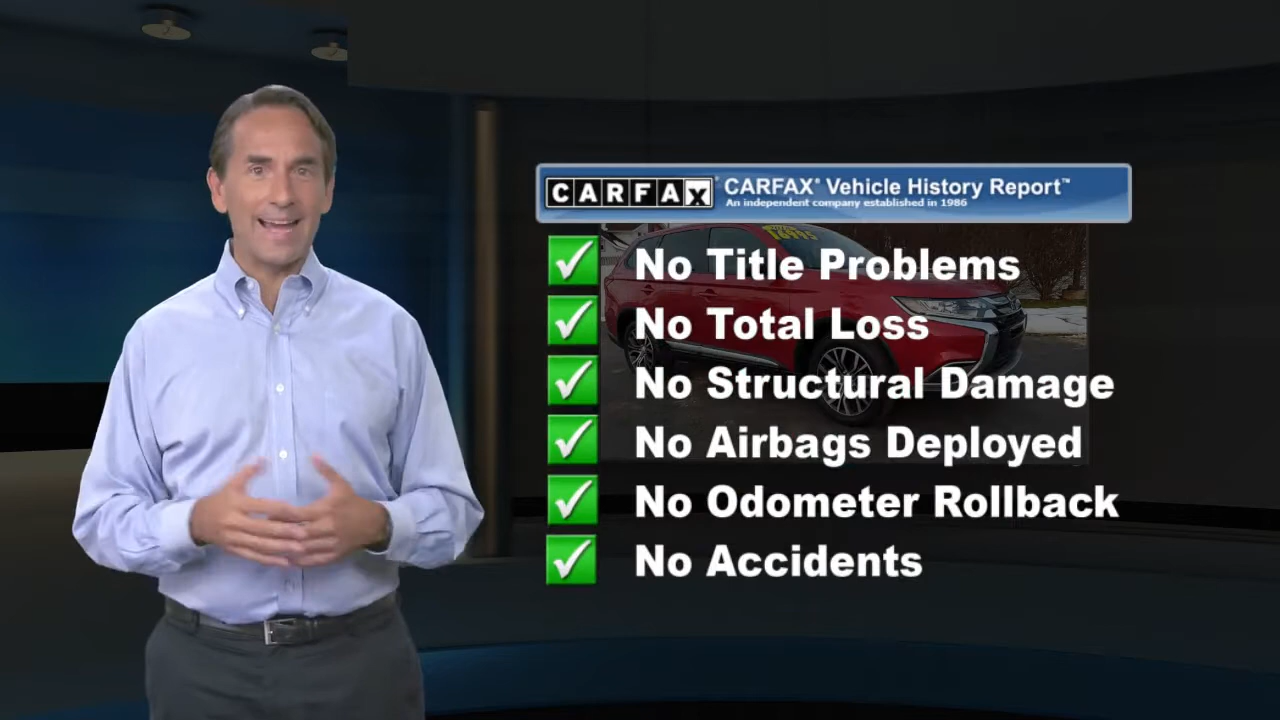 CARFAX
CARFAX® Vehicle History Report™
An independent company established in 1986
No Title Problems
No Total Loss
No Structural Damage
No Airbags Deployed
No Odometer Rollback
No Accidents